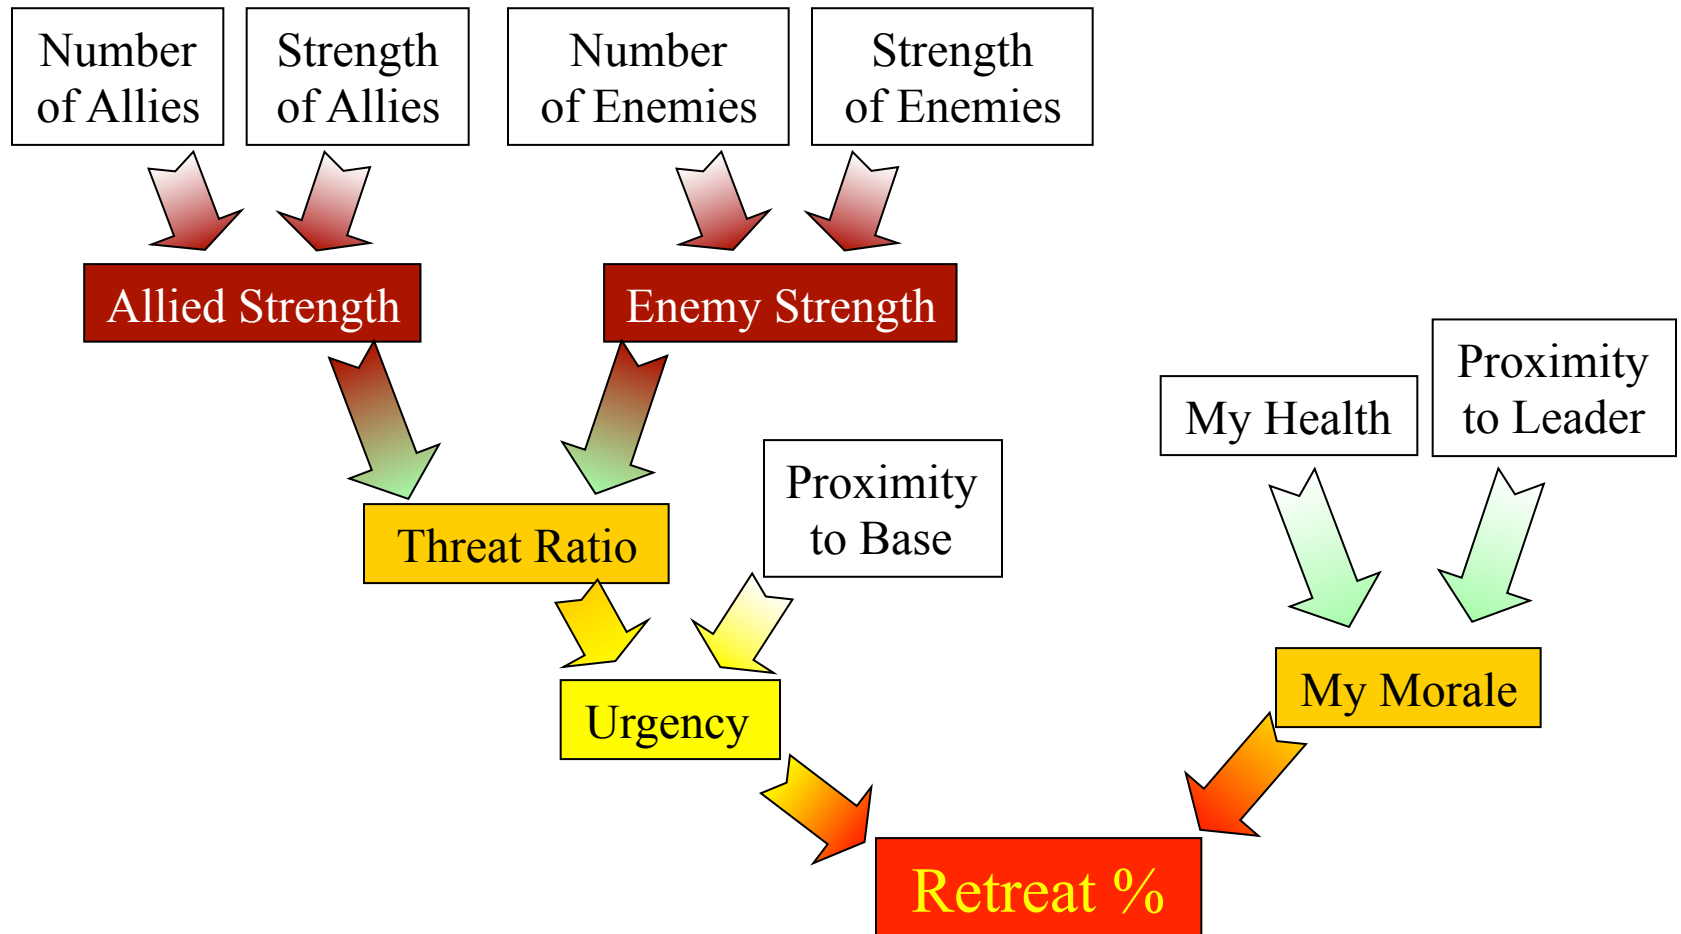 Number
of Allies
Strength
of Allies
Number
of Enemies
Strength
of Enemies
Allied Strength
Enemy Strength
My Health
Proximity
to Leader
Threat Ratio
Proximity
to Base
Urgency
My Morale
Retreat %